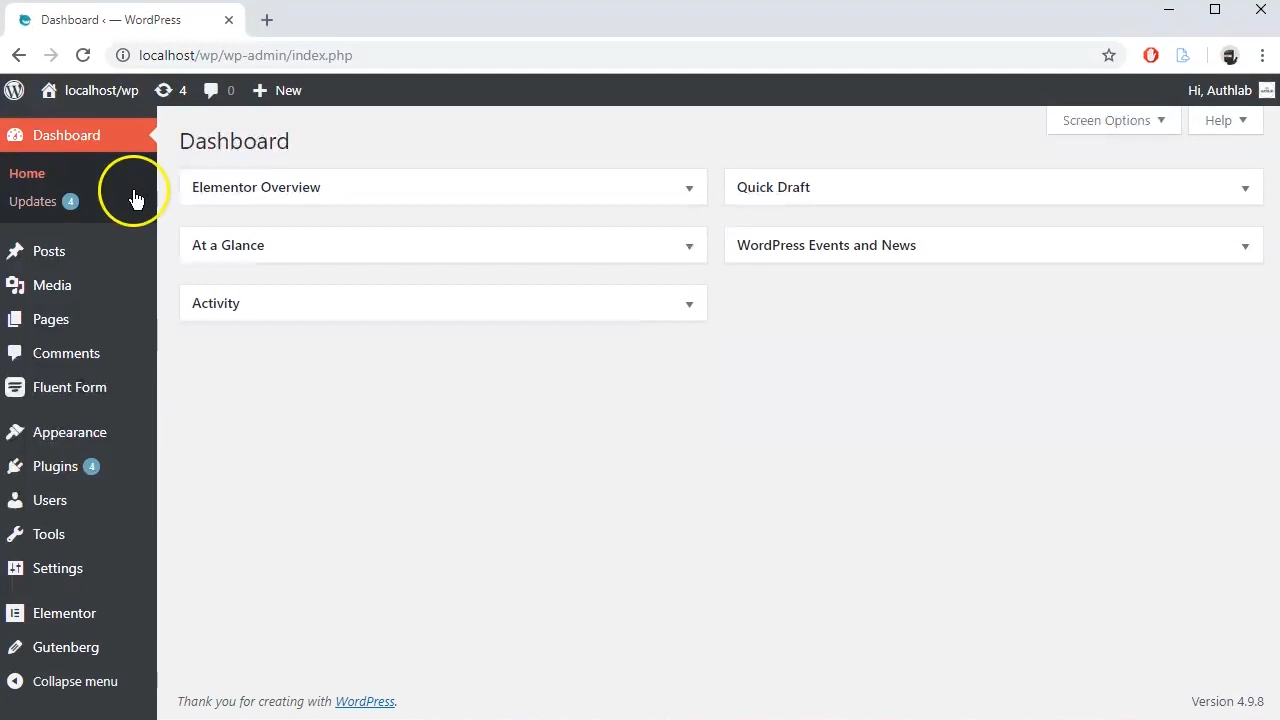 Dashboard ‹ — WordPress
localhost/wp/wp-admin/index.php
localhost/wp 4 0 New Hi, Authlab
Dashboard
Home
Updates 4
Posts
Media
Pages
Comments
Fluent Form
Appearance
Plugins 4
Users
Tools
Settings
Elementor
Gutenberg
Collapse menu
Screen Options Help
Dashboard
Elementor Overview
At a Glance
Activity
Quick Draft
WordPress Events and News
Thank you for creating with WordPress.
Version 4.9.8